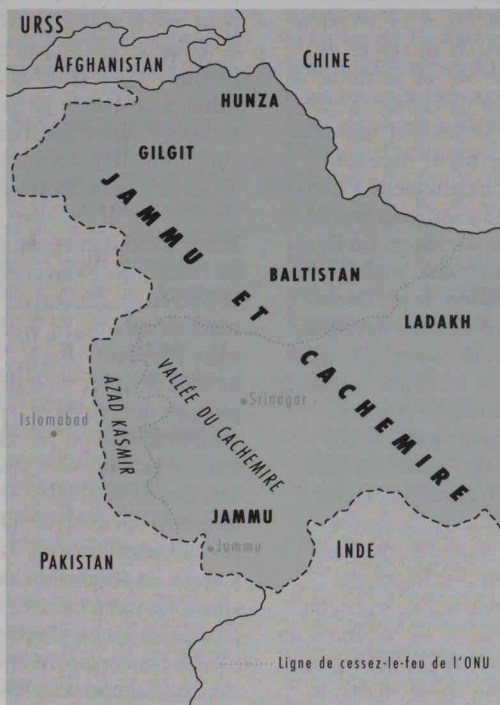 URSS
AFGHANISTAN
CHINE
HUNZA
GILGIT
JAMMU ET CACHEMIRE
BALTISTAN
LADAKH
VALLÉE DU CACHEMIRE
Srinagar
AZAD KASMIR
Islamabad
JAMMU
Jammu
INDE
PAKISTAN
Ligne de cessez-le-feu de l'ONU